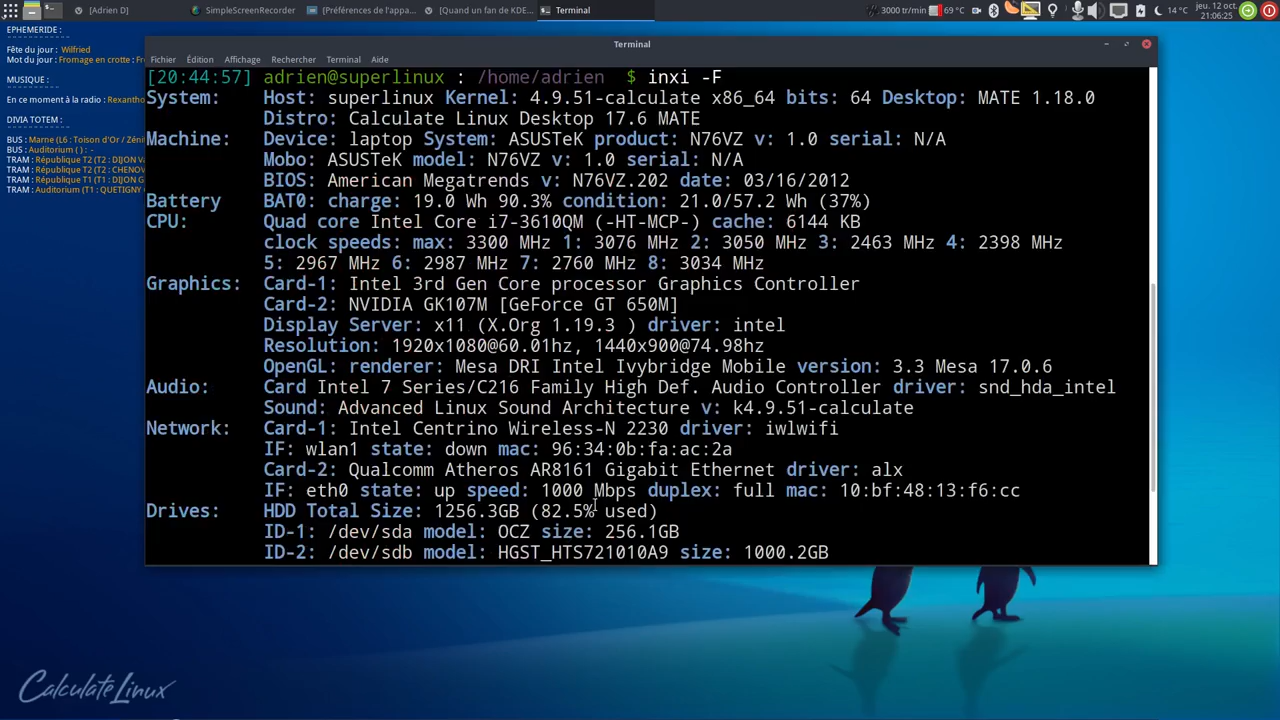 [Adrien D]
SimpleScreenRecorder
[Préférences de l'appa...
[Quand un fan de KDE...
Terminal
3000 tr/mn
69 °C
14 °C
jeu. 12 oct.
21:06:25
EPHEMERIDE :
Fête du jour : Wilfried
Mot du jour : Fromage en crotte : Fr
MUSIQUE :
En ce moment à la radio : Rexantho
DIVIA TOTEM :
BUS : Marne (L6 : Toison d'Or / Zéni
BUS : Auditorium ( ) : -
TRAM : République T2 (T2 : DIJON VA
TRAM : République T2 (T2 : CHENOV
TRAM : République T1 (T1 : DIJON G
TRAM : Auditorium (T1 : QUETIGNY
Terminal
Fichier Édition Affichage Rechercher Terminal Aide
[20:44:57] adrien@superlinux : /home/adrien $ inxi -F
System: Host: superlinux Kernel: 4.9.51-calculate x86_64 bits: 64 Desktop: MATE 1.18.0
Distro: Calculate Linux Desktop 17.6 MATE
Machine: Device: laptop System: ASUSTeK product: N76VZ v: 1.0 serial: N/A
Mobo: ASUSTeK model: N76VZ v: 1.0 serial: N/A
BIOS: American Megatrends v: N76VZ.202 date: 03/16/2012
Battery BAT0: charge: 19.0 Wh 90.3% condition: 21.0/57.2 Wh (37%)
CPU: Quad core Intel Core i7-3610QM (-HT-MCP-) cache: 6144 KB
clock speeds: max: 3300 MHz 1: 3076 MHz 2: 3050 MHz 3: 2463 MHz 4: 2398 MHz
5: 2967 MHz 6: 2987 MHz 7: 2760 MHz 8: 3034 MHz
Graphics: Card-1: Intel 3rd Gen Core processor Graphics Controller
Card-2: NVIDIA GK107M [GeForce GT 650M]
Display Server: x11 (X.Org 1.19.3 ) driver: intel
Resolution: 1920x1080@60.01hz, 1440x900@74.98hz
OpenGL: renderer: Mesa DRI Intel Ivybridge Mobile version: 3.3 Mesa 17.0.6
Audio: Card Intel 7 Series/C216 Family High Def. Audio Controller driver: snd_hda_intel
Sound: Advanced Linux Sound Architecture v: k4.9.51-calculate
Network: Card-1: Intel Centrino Wireless-N 2230 driver: iwlwifi
IF: wlan1 state: down mac: 96:34:0b:fa:ac:2a
Card-2: Qualcomm Atheros AR8161 Gigabit Ethernet driver: alx
IF: eth0 state: up speed: 1000 Mbps duplex: full mac: 10:bf:48:13:f6:cc
Drives: HDD Total Size: 1256.3GB (82.5% used)
ID-1: /dev/sda model: OCZ size: 256.1GB
ID-2: /dev/sdb model: HGST_HTS721010A9 size: 1000.2GB
Calculate Linux